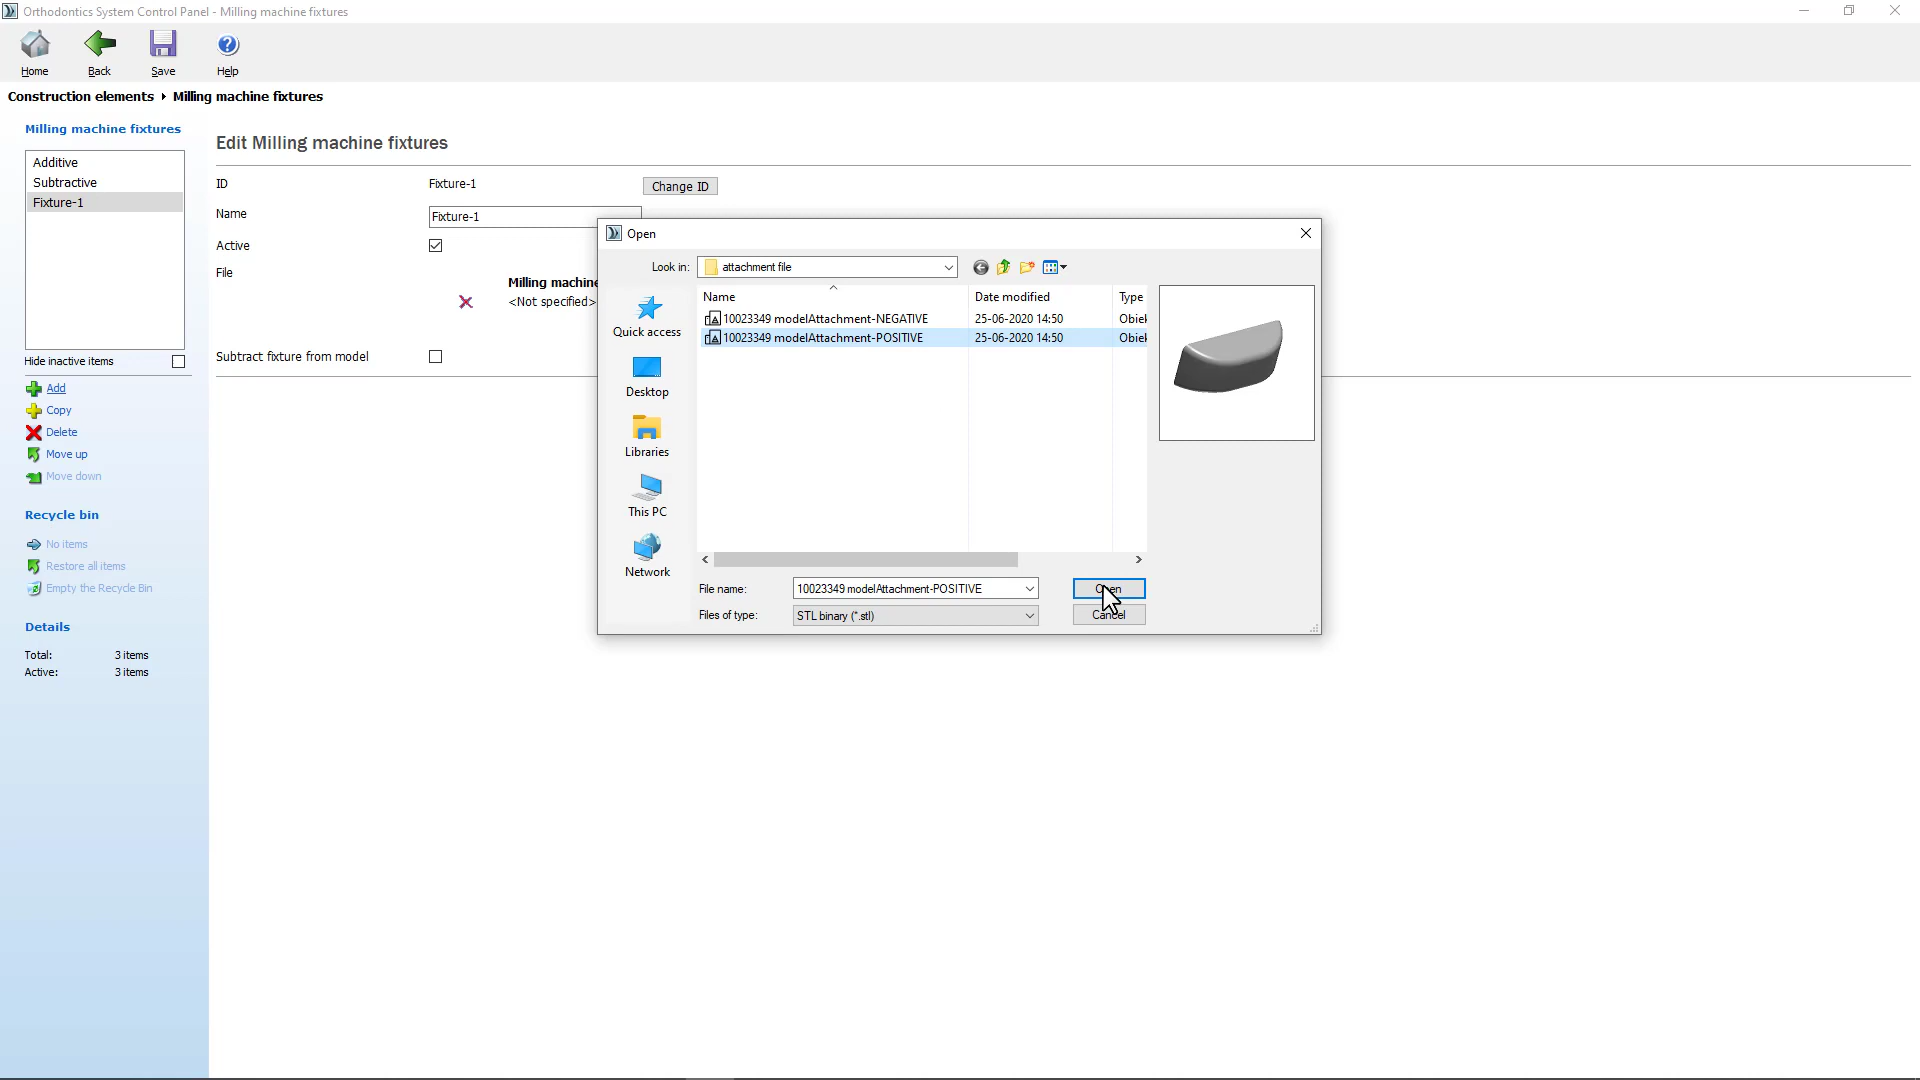 Orthodontics System Control Panel - Milling machine fixtures
Home Back Save Help
Construction elements Milling machine fixtures
Milling machine fixtures
Additive
Subtractive
Fixture-1
Hide inactive items
Add
Copy
Delete
Move up
Move down
Recycle bin
No items
Restore all items
Empty the Recycle Bin
Details
Total: 3 items
Active: 3 items
Edit Milling machine fixtures
ID Fixture-1 Change ID
Name Fixture-1
Active
File
Milling machine
<Not specified>
Subtract fixture from model
Open
Look in: attachment file
Quick access
Desktop
Libraries
This PC
Network
Name Date modified Type
10023349 modelAttachment-NEGATIVE 25-06-2020 14:50 Obiek
10023349 modelAttachment-POSITIVE 25-06-2020 14:50 Obiek
File name: 10023349 modelAttachment-POSITIVE Open
Files of type: STL binary (*.stl) Cancel